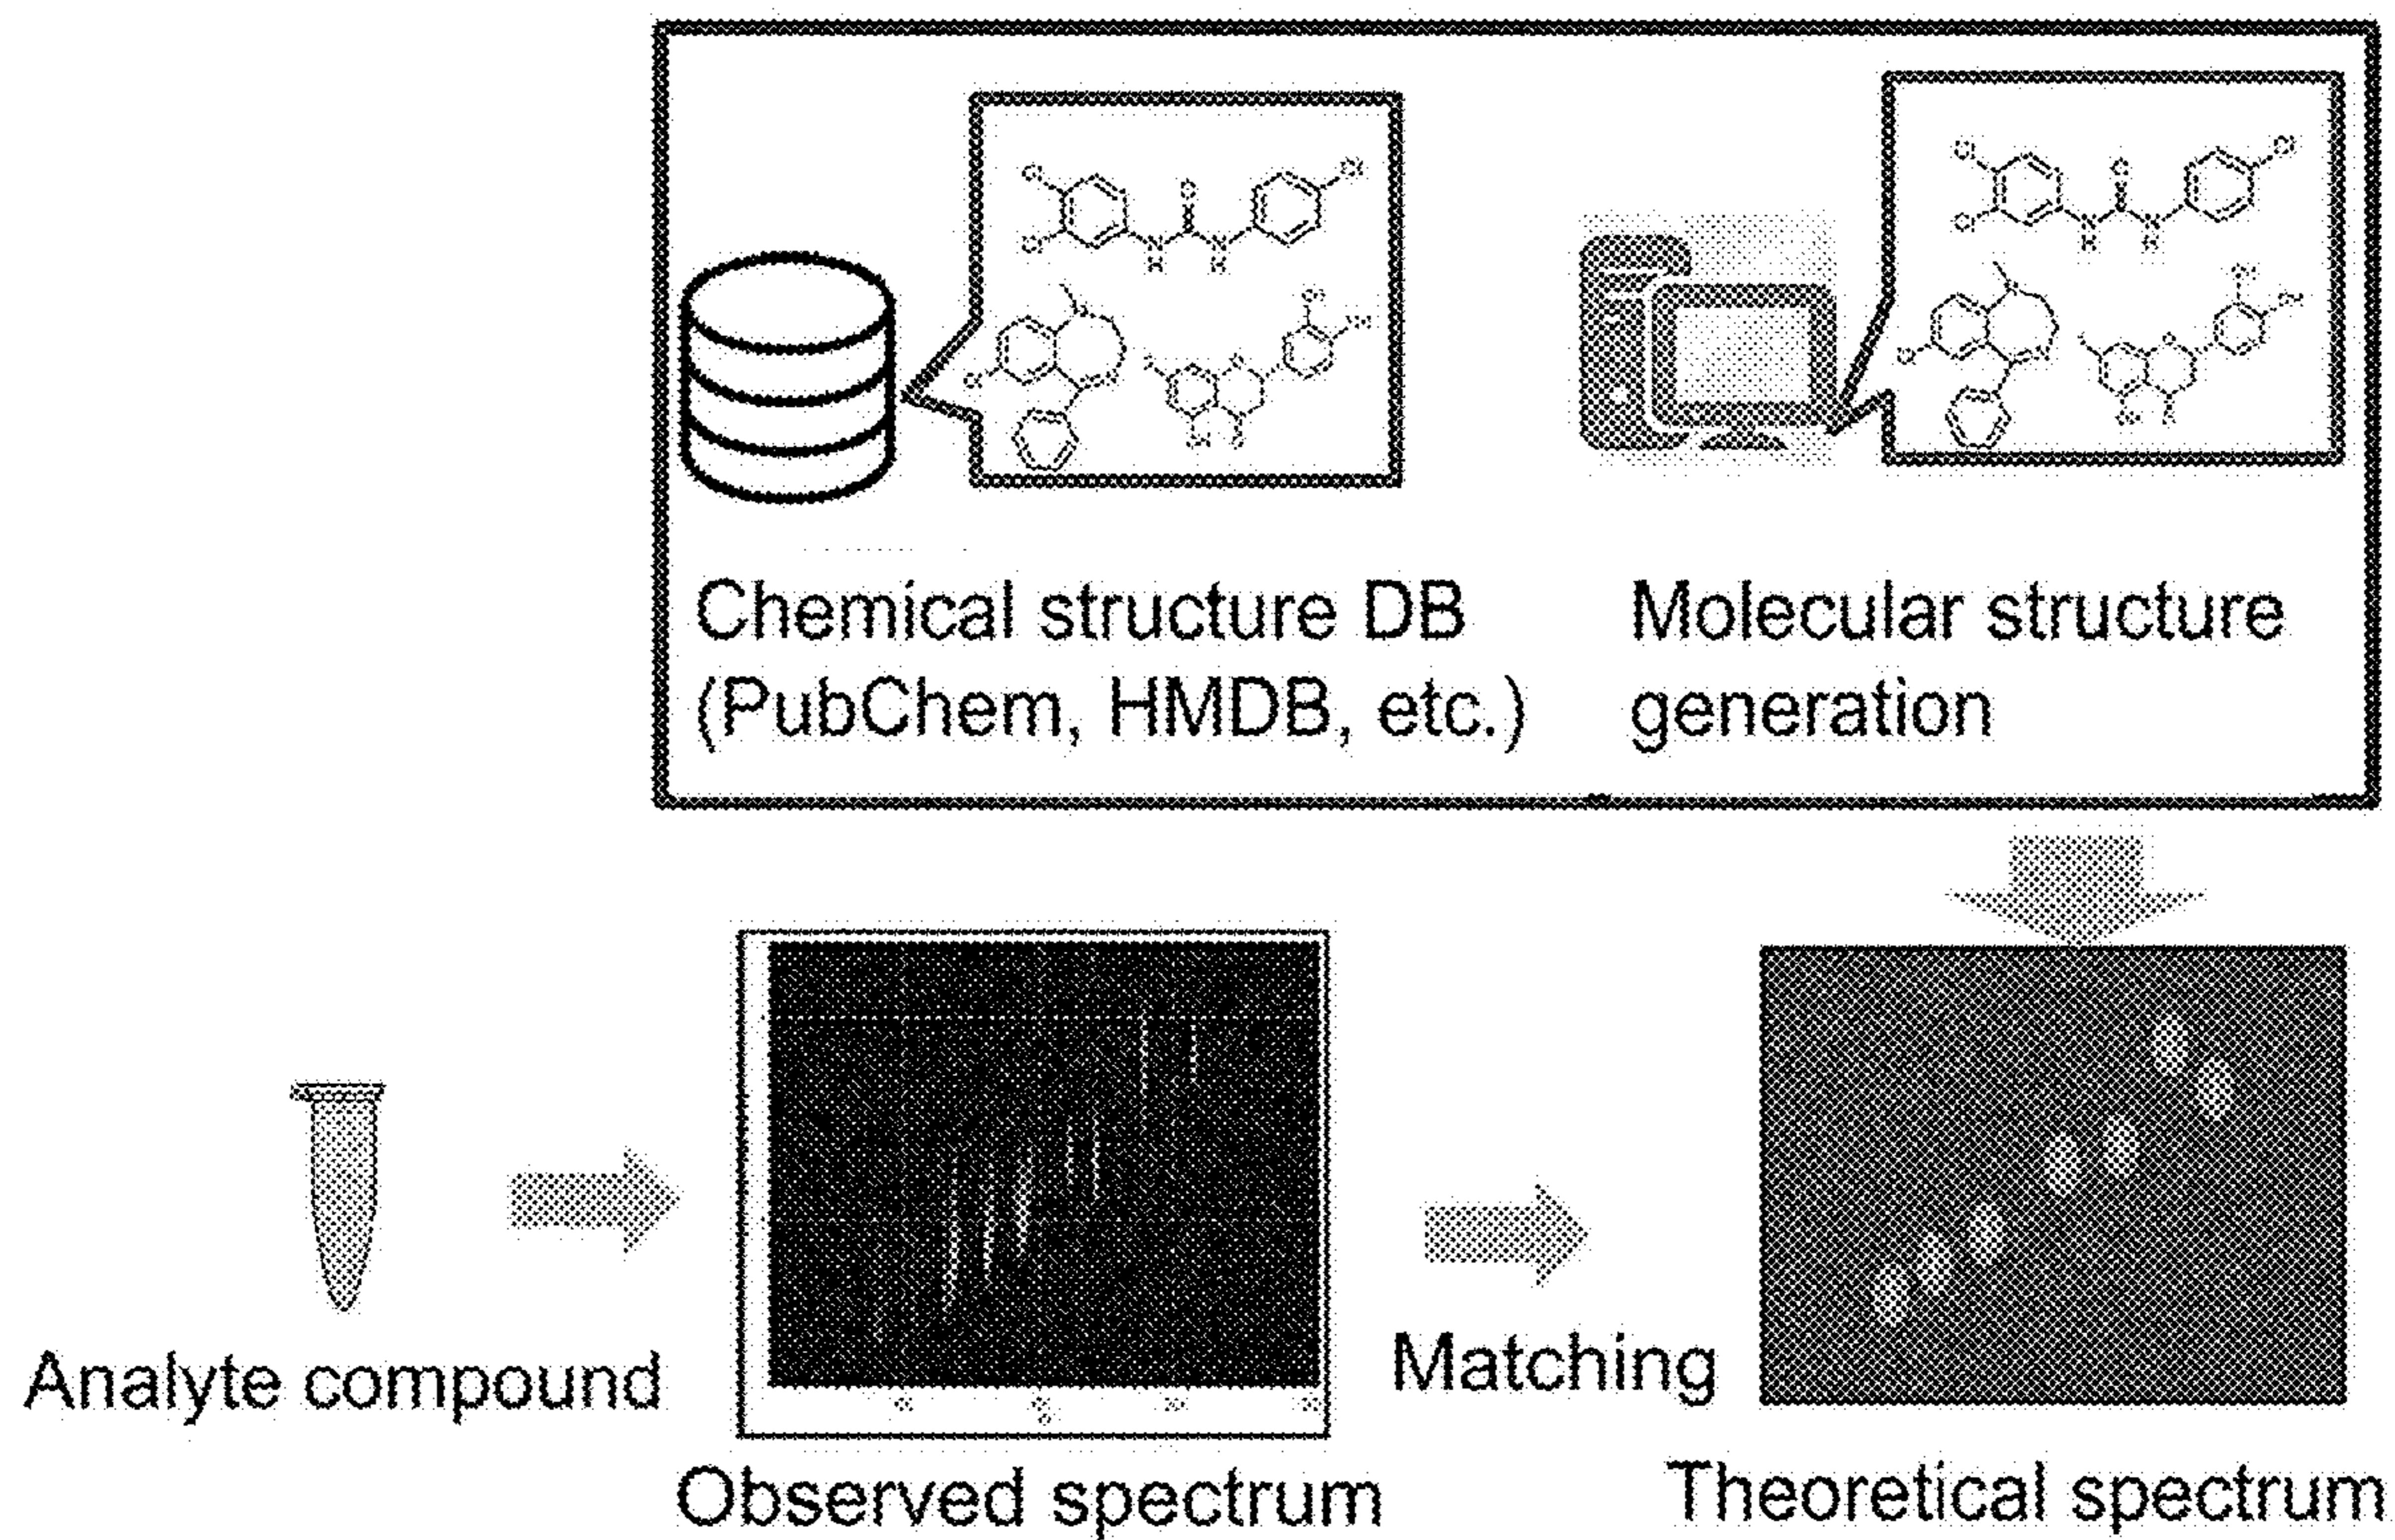 Chemical structure DB
(PubChem, HMDB, etc.)
Molecular structure
generation
Analyte compound
Observed spectrum
Matching
Theoretical spectrum